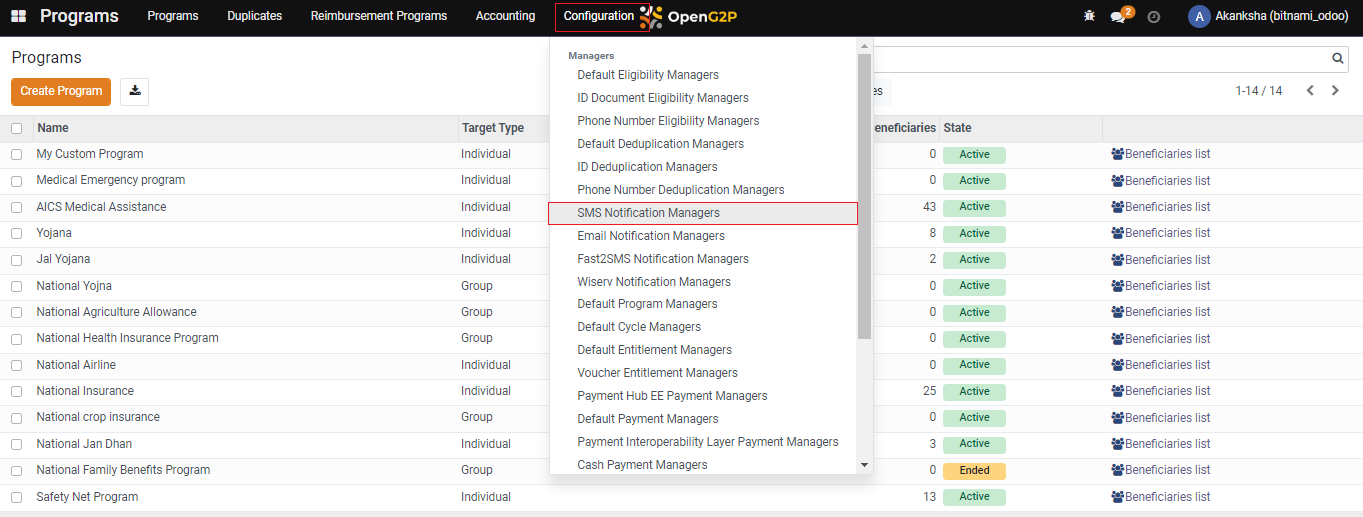 Programs Programs Duplicates Reimbursement Programs Accounting Configuration OpenG2P 2 A Akanksha (bitnami_odoo)
Programs
Create Program
1-14 / 14
Managers
Default Eligibility Managers
ID Document Eligibility Managers
Phone Number Eligibility Managers
Default Deduplication Managers
ID Deduplication Managers
Phone Number Deduplication Managers
SMS Notification Managers
Email Notification Managers
Fast2SMS Notification Managers
Wiserv Notification Managers
Default Program Managers
Default Cycle Managers
Default Entitlement Managers
Voucher Entitlement Managers
Payment Hub EE Payment Managers
Default Payment Managers
Payment Interoperability Layer Payment Managers
Cash Payment Managers
Name Target Type eneficiaries State
My Custom Program Individual 0 Active Beneficiaries list
Medical Emergency program Individual 0 Active Beneficiaries list
AICS Medical Assistance Individual 43 Active Beneficiaries list
Yojana Individual 8 Active Beneficiaries list
Jal Yojana Individual 2 Active Beneficiaries list
National Yojna Group 0 Active Beneficiaries list
National Agriculture Allowance Group 0 Active Beneficiaries list
National Health Insurance Program Group 0 Active Beneficiaries list
National Airline Individual 0 Active Beneficiaries list
National Insurance Individual 25 Active Beneficiaries list
National crop insurance Group 0 Active Beneficiaries list
National Jan Dhan Individual 3 Active Beneficiaries list
National Family Benefits Program Group 0 Ended Beneficiaries list
Safety Net Program Individual 13 Active Beneficiaries list